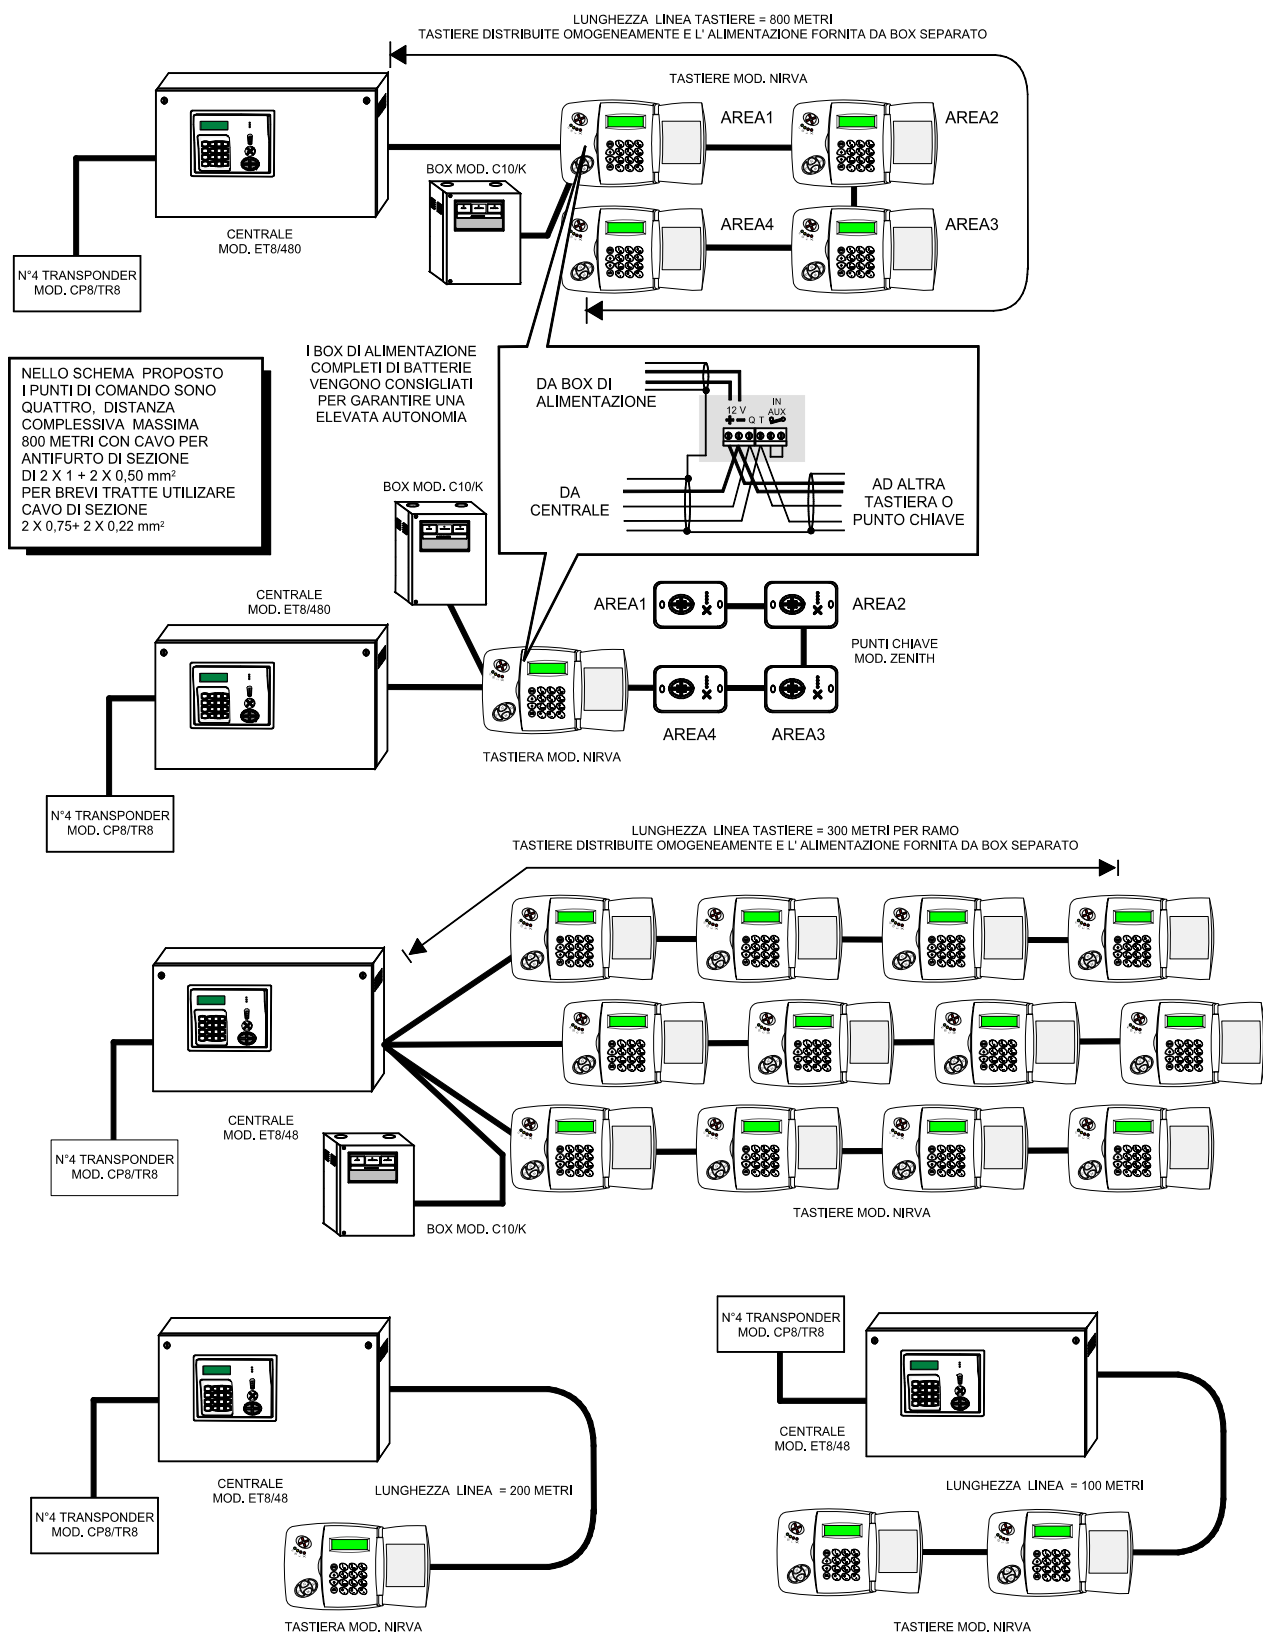 LUNGHEZZA LINEA TASTIERE = 800 METRI
TASTIERE DISTRIBUITE OMOGENEAMENTE E L' ALIMENTAZIONE FORNITA DA BOX SEPARATO
TASTIERE MOD. NIRVA
AREA1
AREA2
BOX MOD. C10/K
AREA4
AREA3
CENTRALE
MOD. ET8/480
N°4 TRANSPONDER
MOD. CP8/TR8
NELLO SCHEMA PROPOSTO
I PUNTI DI COMANDO SONO
QUATTRO, DISTANZA
COMPLESSIVA MASSIMA
800 METRI CON CAVO PER
ANTIFURTO DI SEZIONE
DI 2 X 1 + 2 X 0,50 mm²
PER BREVI TRATTE UTILIZARE
CAVO DI SEZIONE
2 X 0,75+ 2 X 0,22 mm²
I BOX DI ALIMENTAZIONE
COMPLETI DI BATTERIE
VENGONO CONSIGLIATI
PER GARANTIRE UNA
ELEVATA AUTONOMIA
DA BOX DI
ALIMENTAZIONE
IN
12 V AUX
+ - Q T
DA
CENTRALE
AD ALTRA
TASTIERA O
PUNTO CHIAVE
BOX MOD. C10/K
CENTRALE
MOD. ET8/480
AREA1
AREA2
PUNTI CHIAVE
MOD. ZENITH
AREA4
AREA3
TASTIERA MOD. NIRVA
N°4 TRANSPONDER
MOD. CP8/TR8
LUNGHEZZA LINEA TASTIERE = 300 METRI PER RAMO
TASTIERE DISTRIBUITE OMOGENEAMENTE E L' ALIMENTAZIONE FORNITA DA BOX SEPARATO
CENTRALE
MOD. ET8/48
N°4 TRANSPONDER
MOD. CP8/TR8
BOX MOD. C10/K
TASTIERE MOD. NIRVA
CENTRALE
MOD. ET8/48
N°4 TRANSPONDER
MOD. CP8/TR8
LUNGHEZZA LINEA = 200 METRI
TASTIERA MOD. NIRVA
N°4 TRANSPONDER
MOD. CP8/TR8
CENTRALE
MOD. ET8/48
LUNGHEZZA LINEA = 100 METRI
TASTIERE MOD. NIRVA